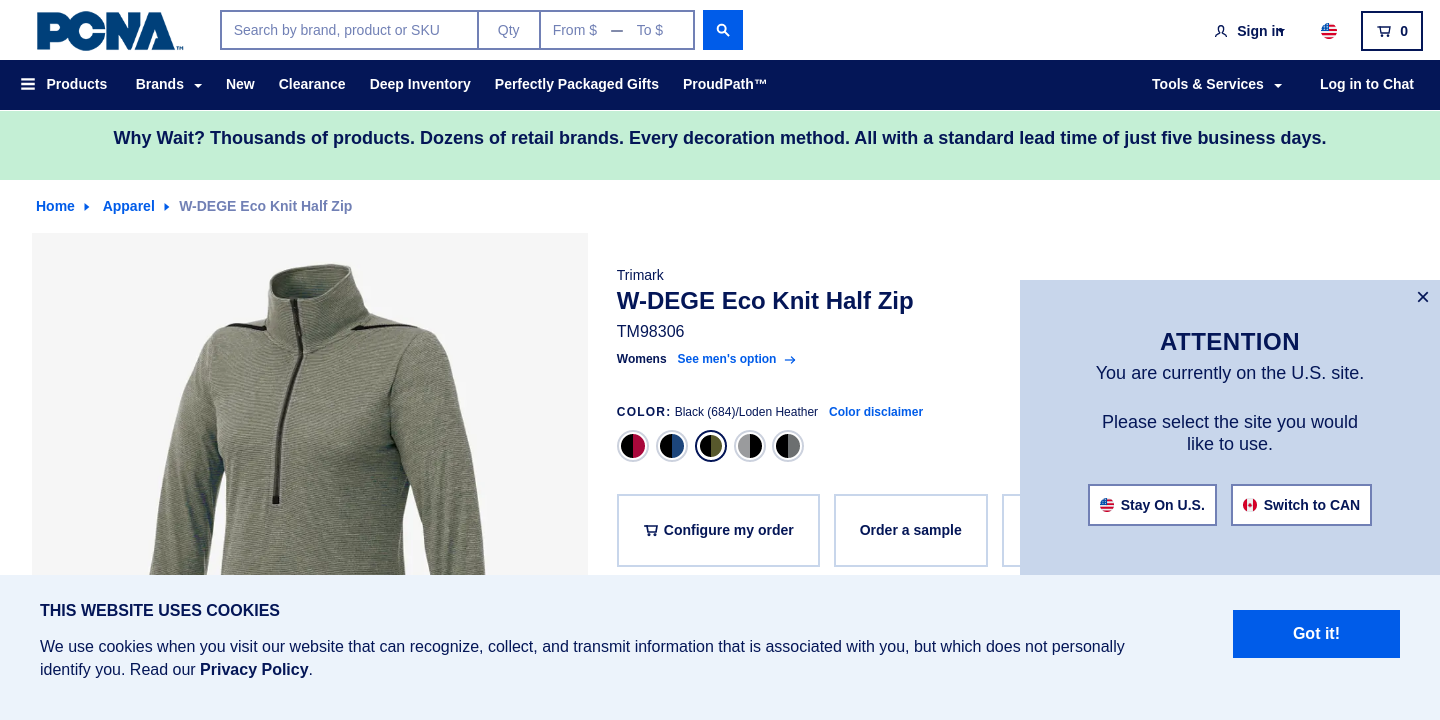 PCNA™
Search by brand, product or SKU
Qty
From $ — To $
Sign in
0
Products
Brands
New
Clearance
Deep Inventory
Perfectly Packaged Gifts
ProudPath™
Tools & Services
Log in to Chat
Why Wait? Thousands of products. Dozens of retail brands. Every decoration method. All with a standard lead time of just five business days.
Home
Apparel
W-DEGE Eco Knit Half Zip
Trimark
W-DEGE Eco Knit Half Zip
TM98306
Womens See men's option
COLOR: Black (684)/Loden Heather Color disclaimer
Configure my order
Order a sample
×
ATTENTION
You are currently on the U.S. site.
Please select the site you would
like to use.
Stay On U.S.
Switch to CAN
THIS WEBSITE USES COOKIES
We use cookies when you visit our website that can recognize, collect, and transmit information that is associated with you, but which does not personally
identify you. Read our Privacy Policy.
Got it!